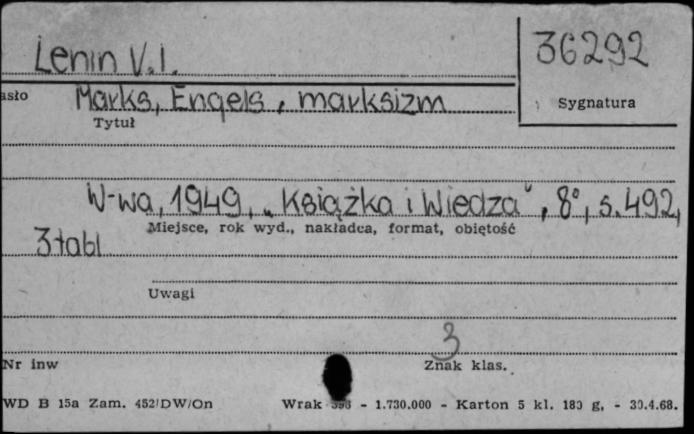 Lenin V.I.
36292
asło
Marks, Engels, marksizm
Sygnatura
Tytuł
W-wa, 1949, „Książka i Wiedza", 8°, s. 492,
Miejsce, rok wyd., nakładca, format, obiętość
3 tabl
Uwagi
3
Nr inw
Znak klas.
WD B 15a Zam. 452/DW/On Wrak 398 - 1.730.000 - Karton 5 kl. 180 g, - 30.4.68.